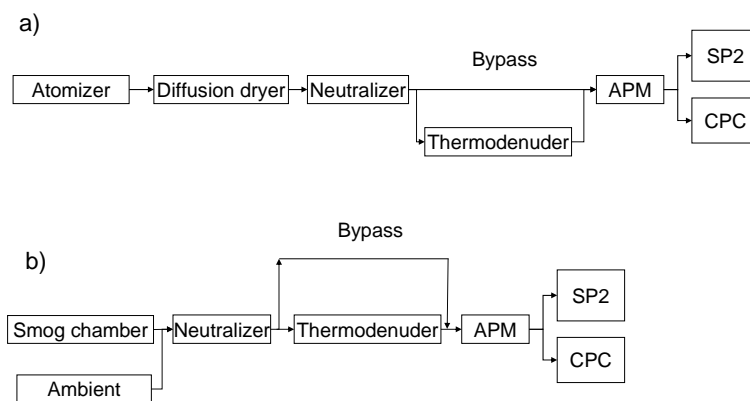 a)
SP2
Bypass
Atomizer Diffusion dryer Neutralizer APM
CPC
Thermodenuder
Bypass
b)
SP2
Smog chamber Neutralizer Thermodenuder APM
CPC
Ambient